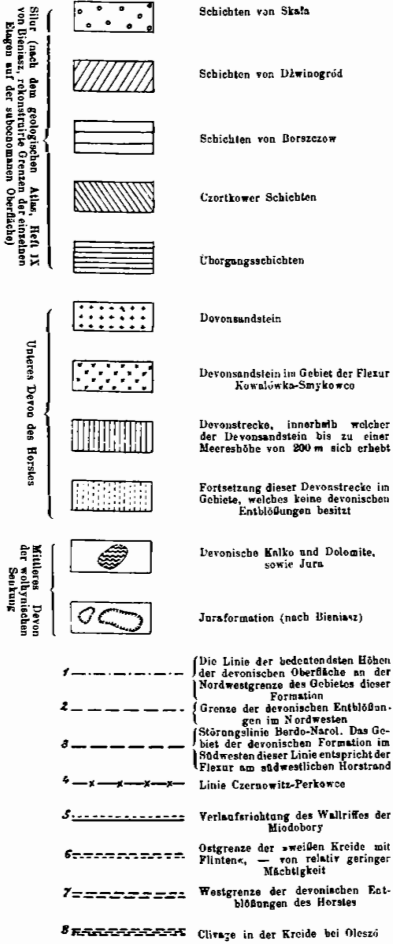 Silur (nach dem geologischen Atlas, Heft IX
von Bieniasz, rekonstruirte Grenzen der einzelnen
Etagen auf der subcenomanen Oberfläche)
Schichten von Skała
Schichten von Dźwinogród
Schichten von Borszczow
Czortkower Schichten
Übergangsschichten
Unteres Devon des Horstes
Devonsandstein
Devonsandstein im Gebiet der Flexur
Kowalówka-Smykowce
Devonstrecke, innerhalb welcher
der Devonsandstein bis zu einer
Meereshöhe von 200 m sich erhebt
Fortsetzung dieser Devonstrecke im
Gebiete, welches keine devonischen
Entblößungen besitzt
Mittleres Devon
der wolhynischen
Senkung
Devonische Kalke und Dolomite,
sowie Jura
Juraformation (nach Bieniasz)
1 Die Linie der bedeutendsten Höhen
der devonischen Oberfläche an der
Nordwestgrenze des Gebietes dieser
Formation
2 Grenze der devonischen Entblößun-
gen im Nordwesten
3 Störungslinie Berdo-Narol. Das Ge-
biet der devonischen Formation im
Südwesten dieser Linie entspricht der
Flexur am südwestlichen Horstrand
4 Linie Czernowitz-Perkowce
5 Verlaufsrichtung des Wallriffes der
Miodobory
6 Ostgrenze der »weißen Kreide mit
Flinten«, — von relativ geringer
Mächtigkeit
7 Westgrenze der devonischen Ent-
blößungen des Horstes
8 Clivage in der Kreide bei Oleszó